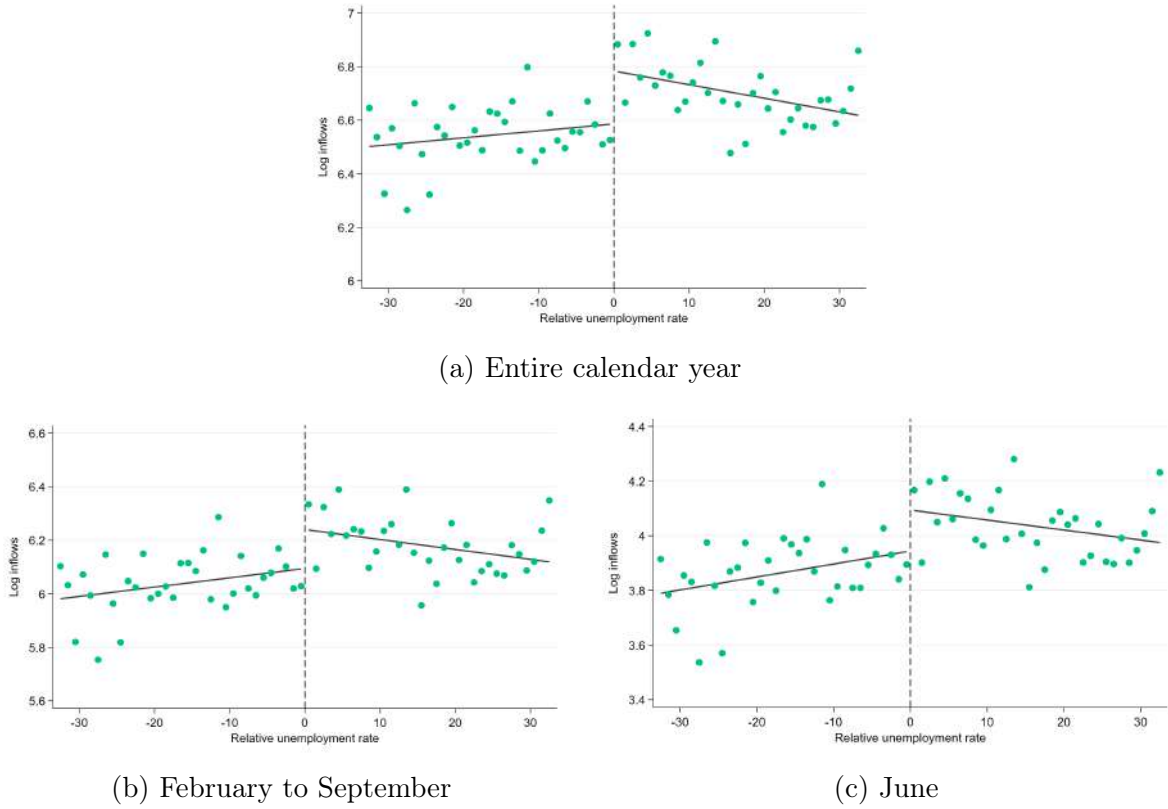 7
6.8
6.6
6.4
6.2
6
Log inflows
-30 -20 -10 0 10 20 30
Relative unemployment rate
(a) Entire calendar year
6.6
6.4
6.2
6
5.8
5.6
Log inflows
-30 -20 -10 0 10 20 30
Relative unemployment rate
(b) February to September
4.4
4.2
4
3.8
3.6
3.4
Log inflows
-30 -20 -10 0 10 20 30
Relative unemployment rate
(c) June